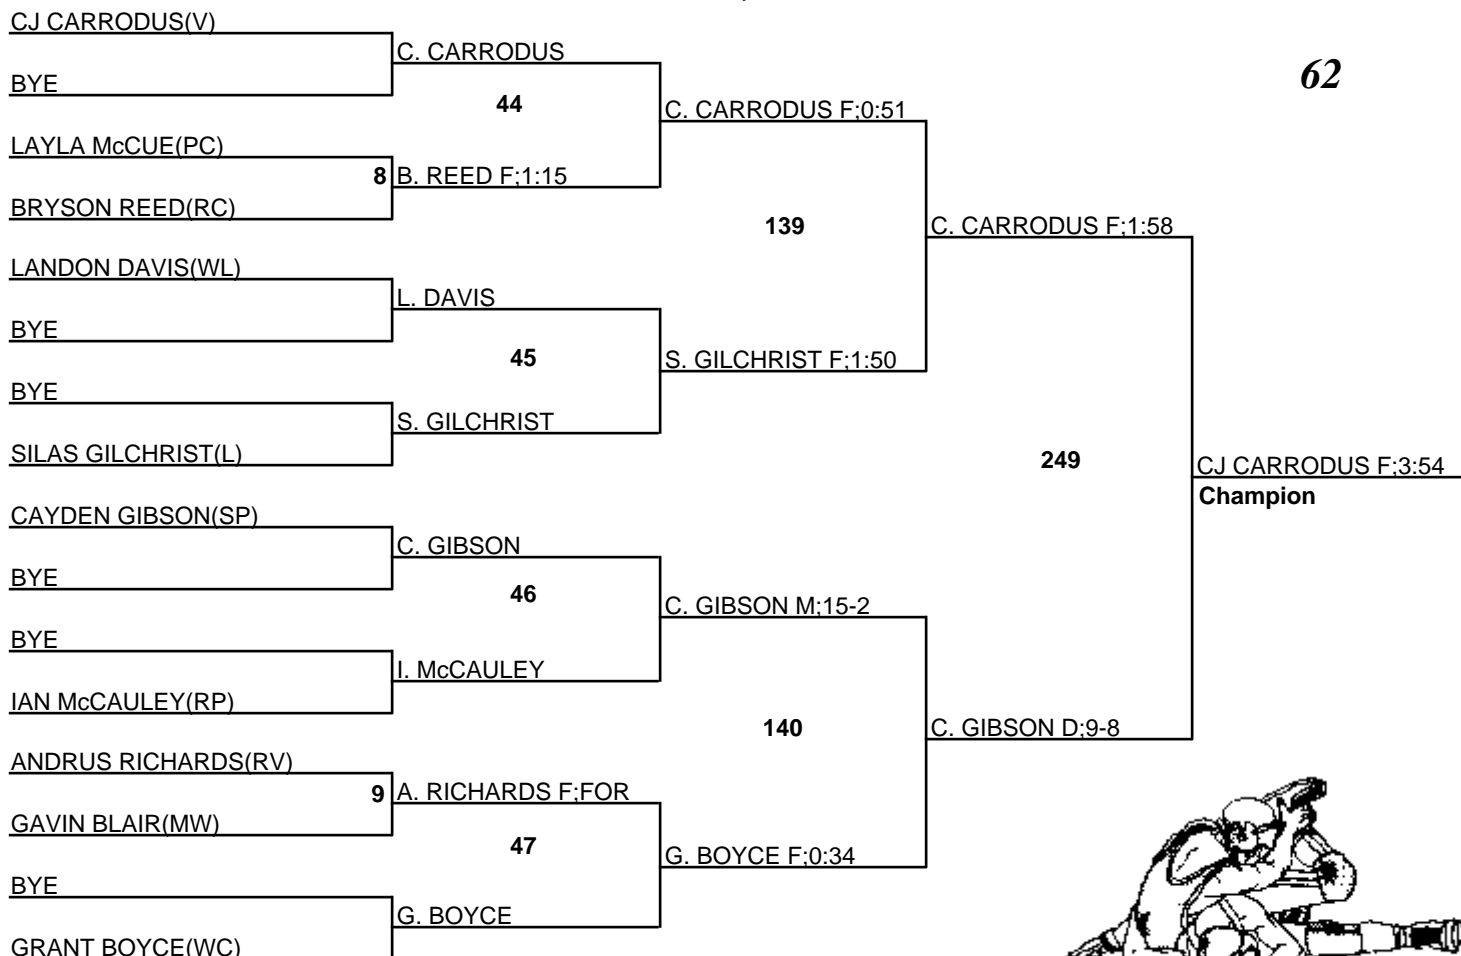 CJ CARRODUS(V)
BYE
LAYLA McCUE(PC)
BRYSON REED(RC)
LANDON DAVIS(WL)
BYE
BYE
SILAS GILCHRIST(L)
CAYDEN GIBSON(SP)
BYE
BYE
IAN McCAULEY(RP)
ANDRUS RICHARDS(RV)
GAVIN BLAIR(MW)
BYE
GRANT BOYCE(WC)
C. CARRODUS
44
8 B. REED F;1:15
L. DAVIS
45
S. GILCHRIST
C. GIBSON
46
I. McCAULEY
9 A. RICHARDS F;FOR
47
G. BOYCE
C. CARRODUS F;0:51
139
S. GILCHRIST F;1:50
C. GIBSON M;15-2
140
G. BOYCE F;0:34
C. CARRODUS F;1:58
249
C. GIBSON D;9-8
62
CJ CARRODUS F;3:54
Champion